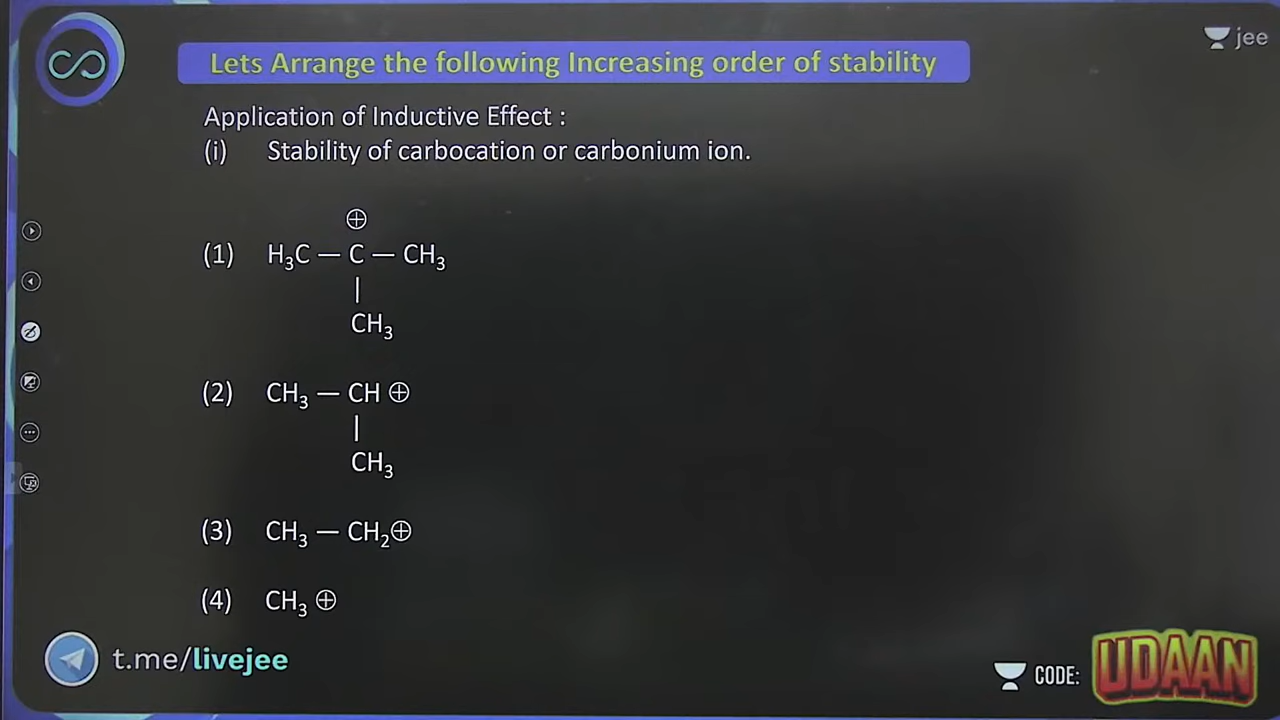 jee
Lets Arrange the following Increasing order of stability
Application of Inductive Effect :
(i) Stability of carbocation or carbonium ion.
⊕
(1) H₃C — C — CH₃
|
CH₃
(2) CH₃ — CH ⊕
|
CH₃
(3) CH₃ — CH₂⊕
(4) CH₃ ⊕
t.me/livejee
CODE: UDAAN